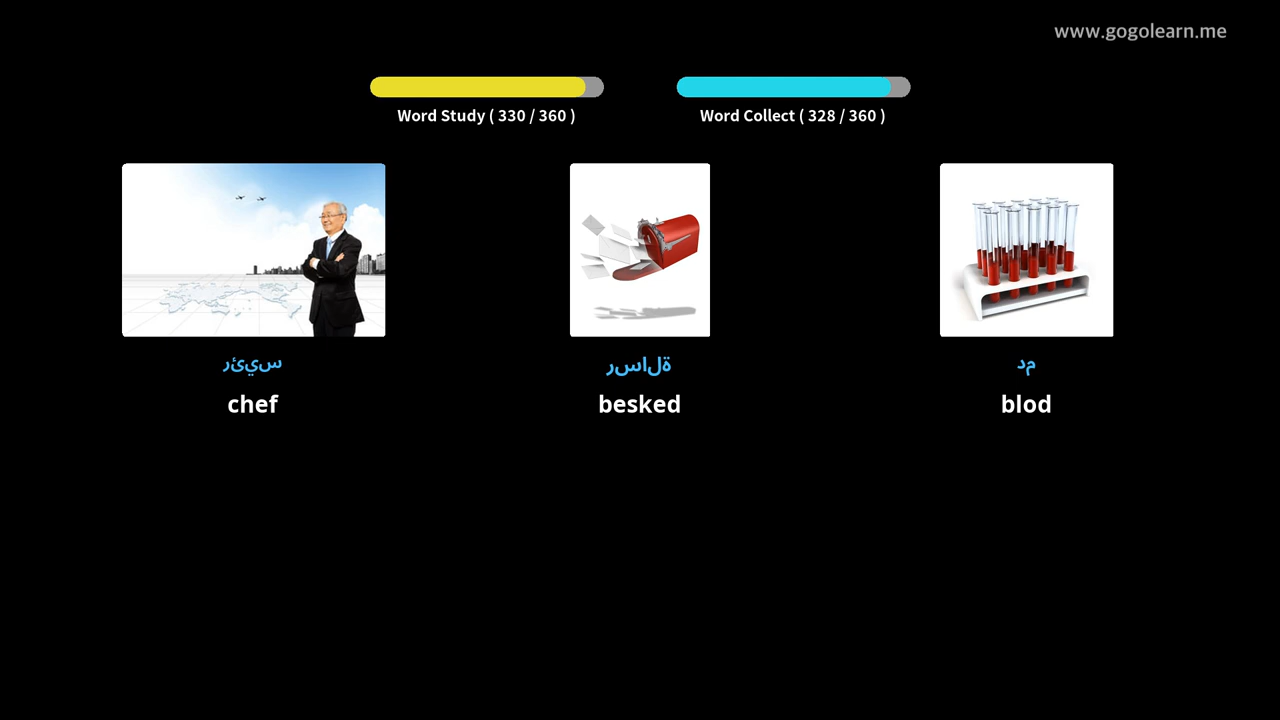 www.gogolearn.me
Word Study ( 330 / 360 )
Word Collect ( 328 / 360 )
رئيس
رسالة
دم
chef
besked
blod